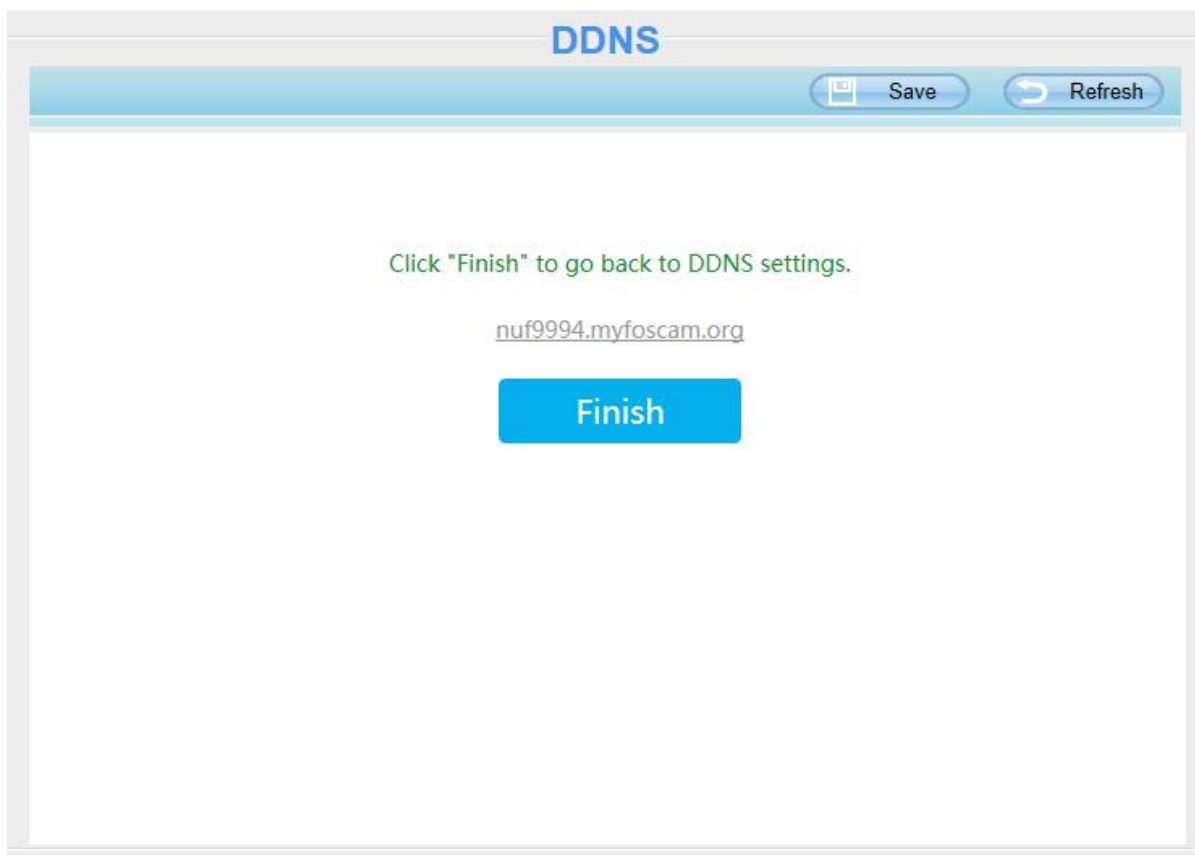 DDNS
Save Refresh
Click "Finish" to go back to DDNS settings.
nuf9994.myfoscam.org
Finish